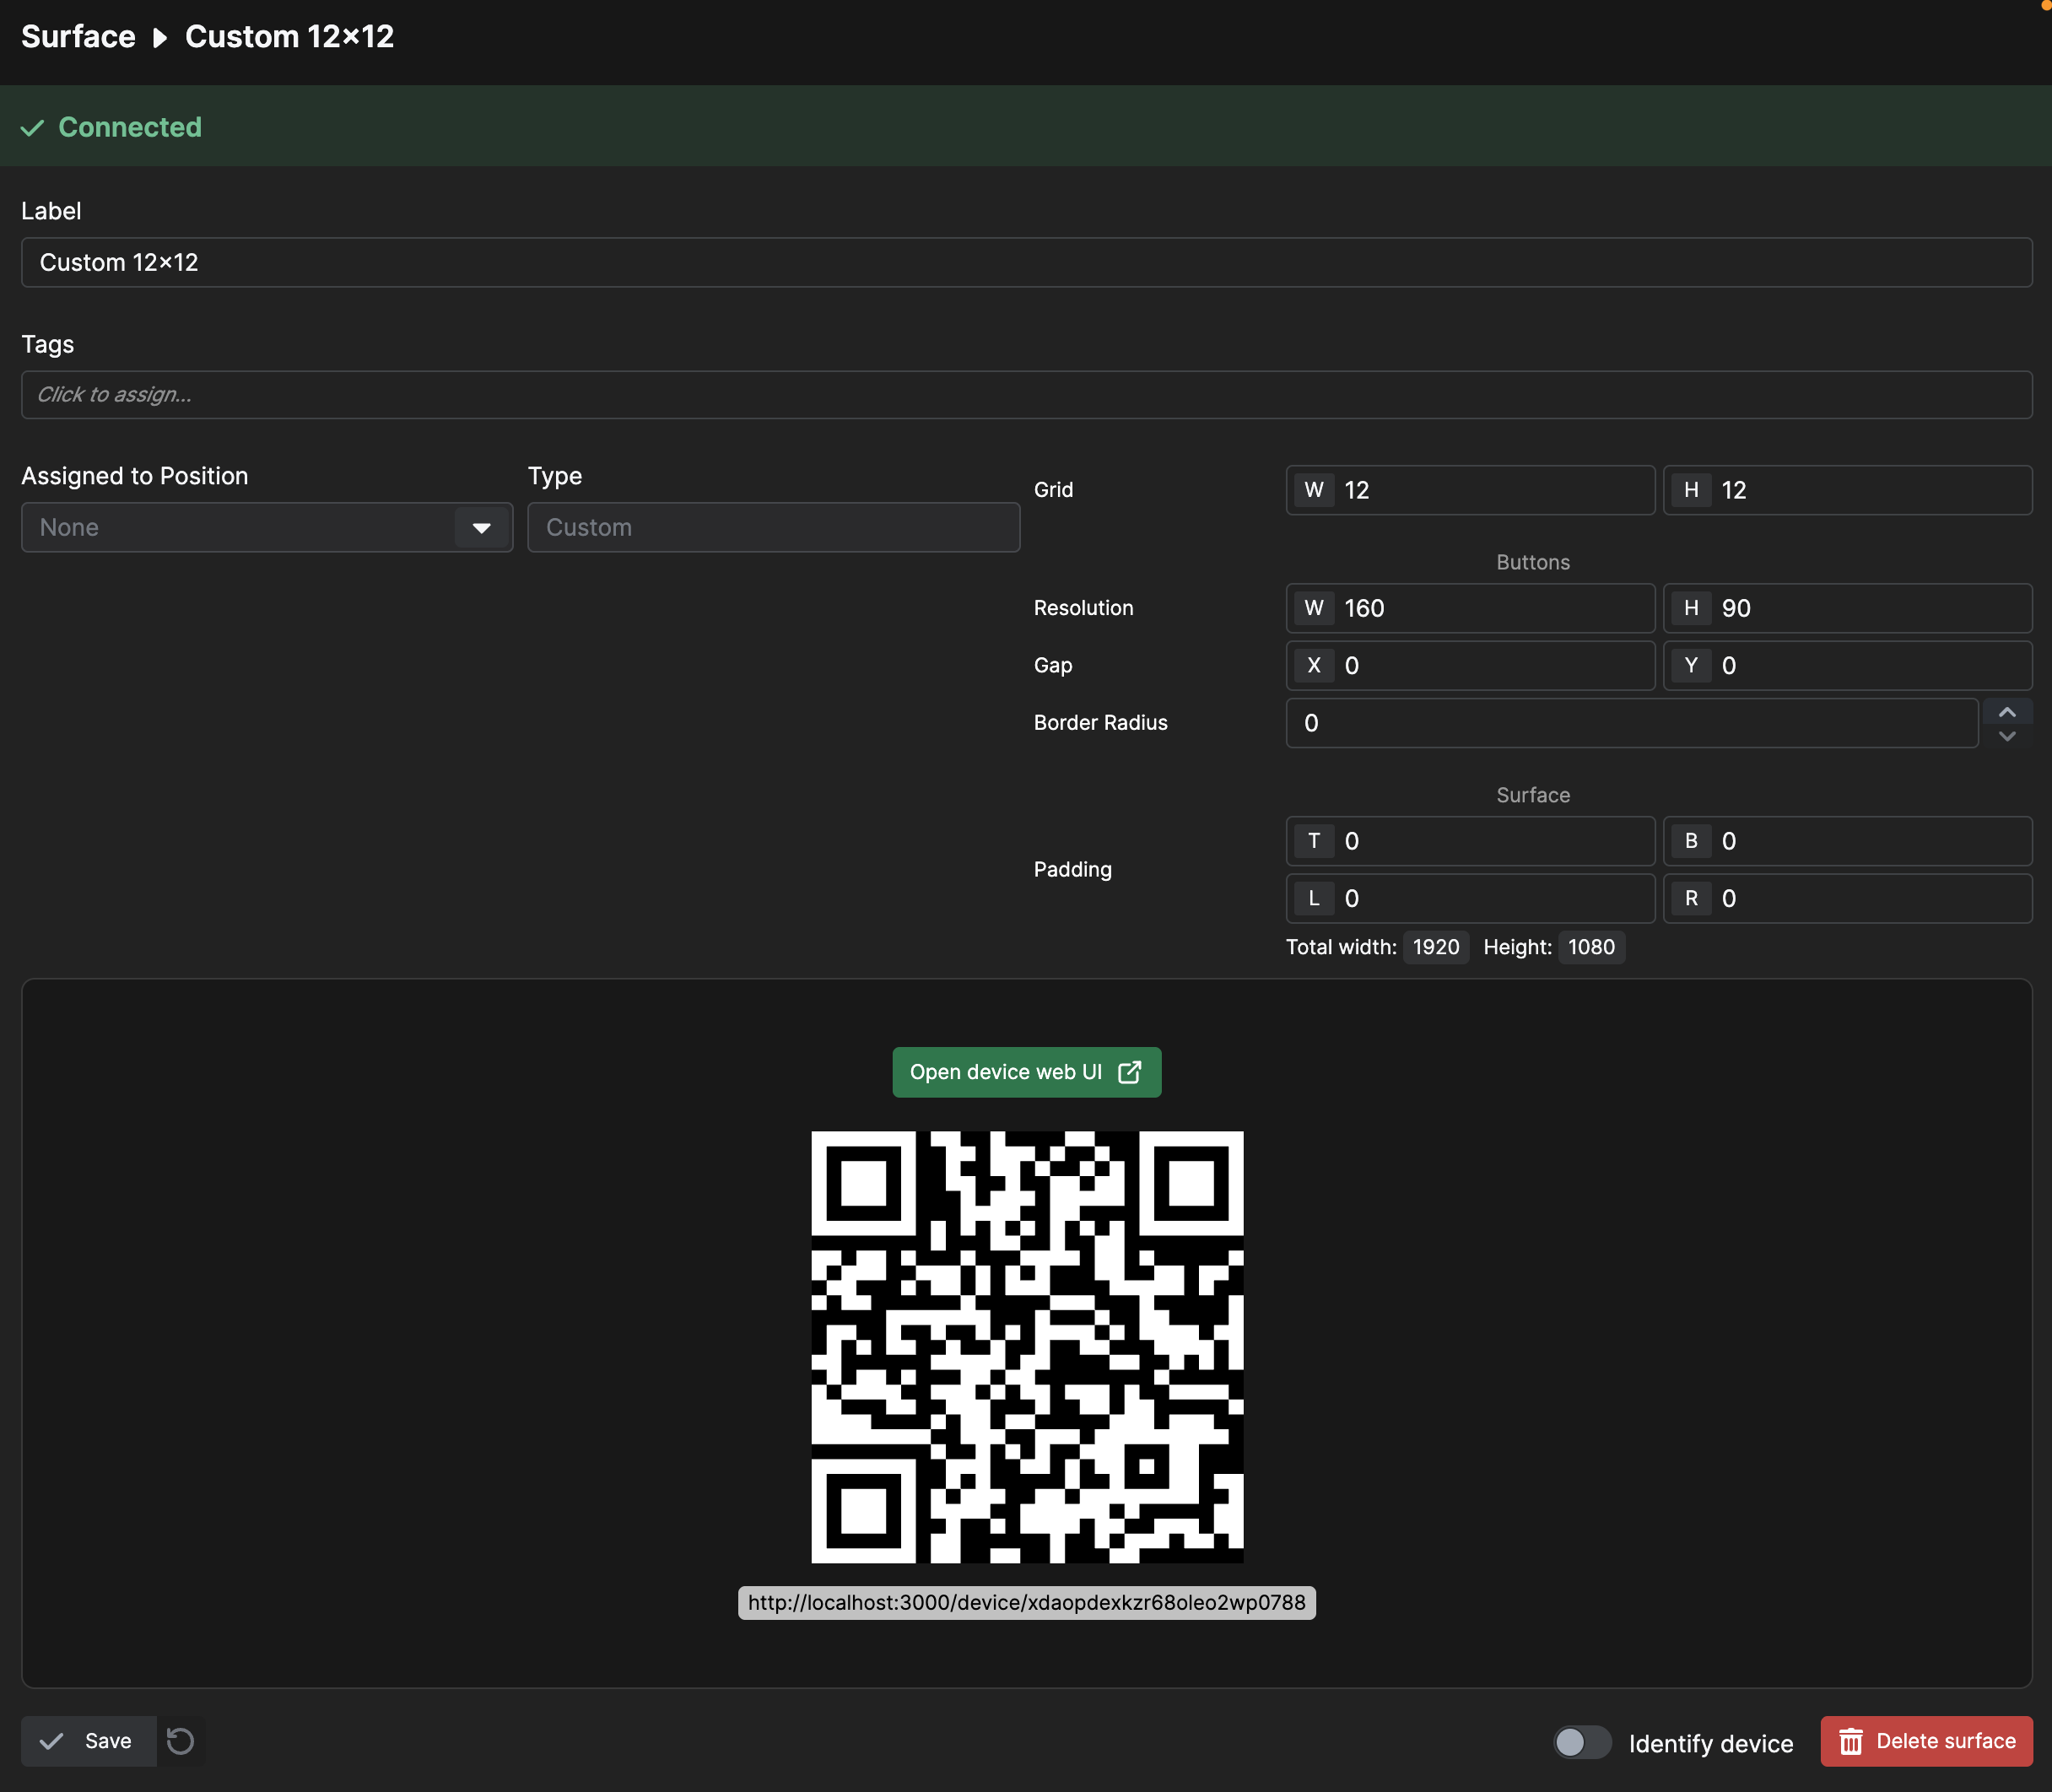 Surface Custom 12×12
Connected
Label
Custom 12×12
Tags
Click to assign...
Assigned to Position
None
Type
Custom
Grid W 12 H 12
Buttons
Resolution W 160 H 90
Gap X 0 Y 0
Border Radius 0
Surface
Padding
T 0 B 0
L 0 R 0
Total width: 1920 Height: 1080
Open device web UI
http://localhost:3000/device/xdaopdexkzr68oleo2wp0788
Save
Identify device
Delete surface